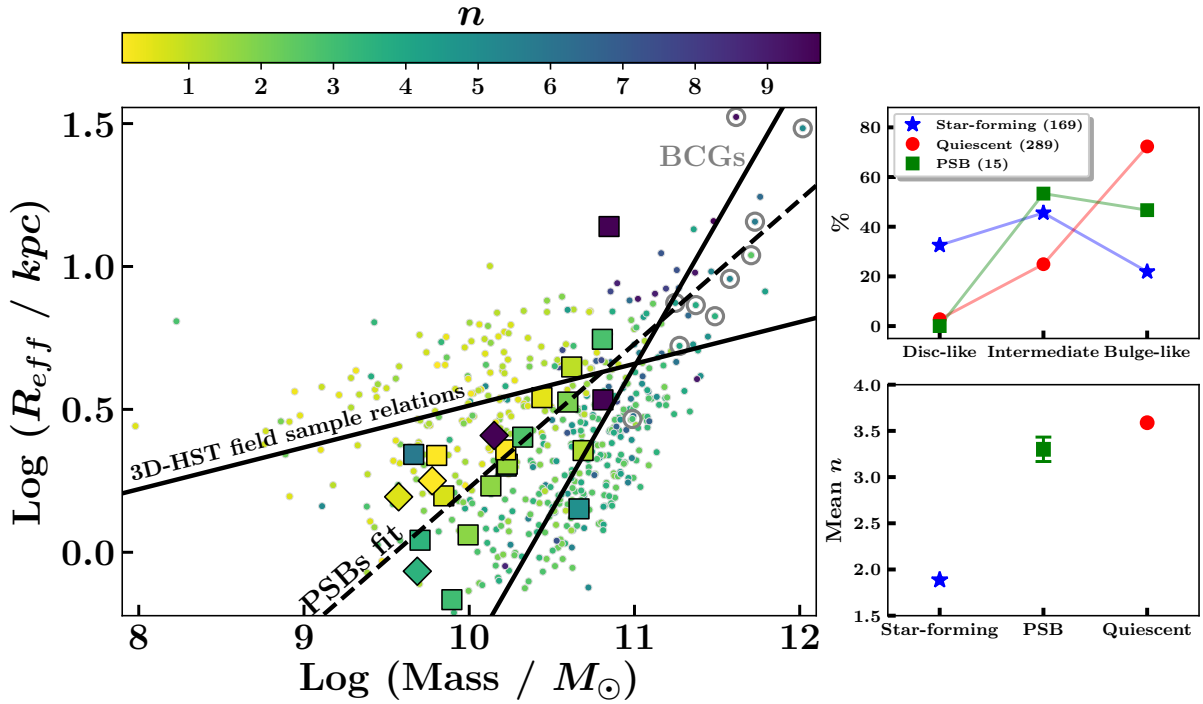 n
1 2 3 4 5 6 7 8 9
1.5
1.0
0.5
0.0
Log (R_eff / kpc)
BCGs
3D-HST field sample relations
PSBs fit
8 9 10 11 12
Log (Mass / M_⊙)
Star-forming (169)
Quiescent (289)
PSB (15)
80
60
40
20
0
%
Disc-like Intermediate Bulge-like
4.0
3.5
3.0
2.5
2.0
1.5
Mean n
Star-forming PSB Quiescent